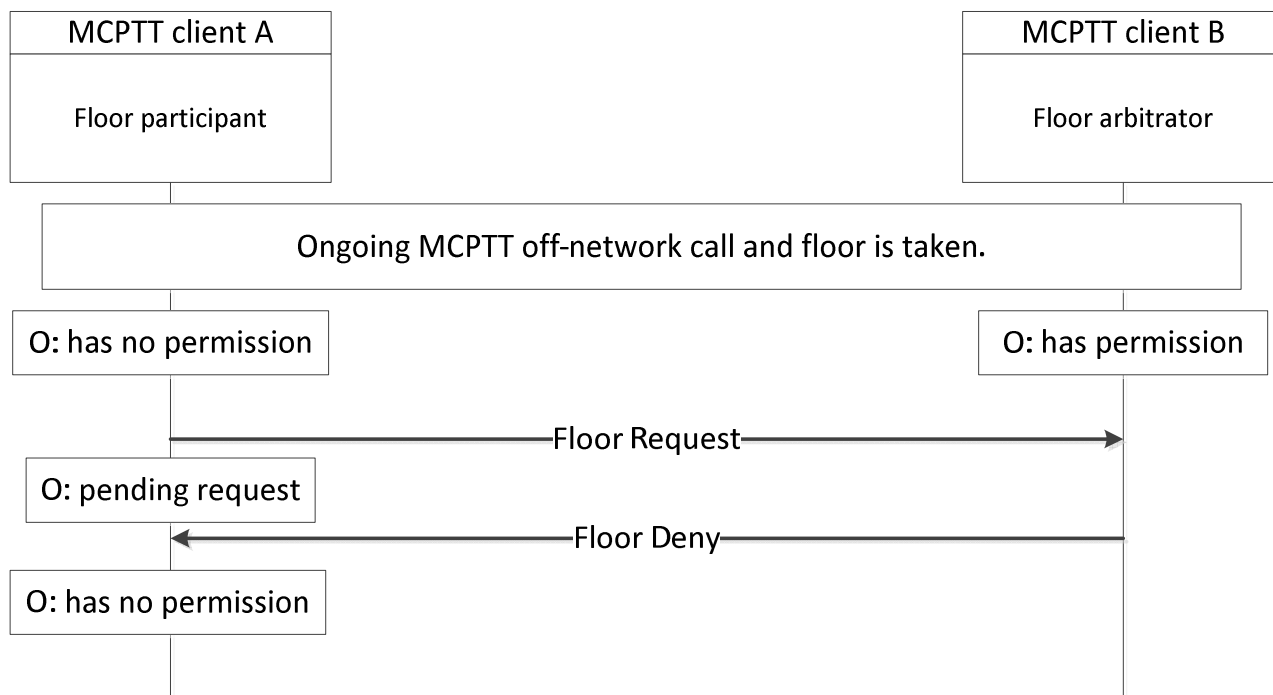 MCPTT client A
MCPTT client B
Floor participant
Floor arbitrator
Ongoing MCPTT off-network call and floor is taken.
O: has no permission
O: has permission
Floor Request
O: pending request
Floor Deny
O: has no permission